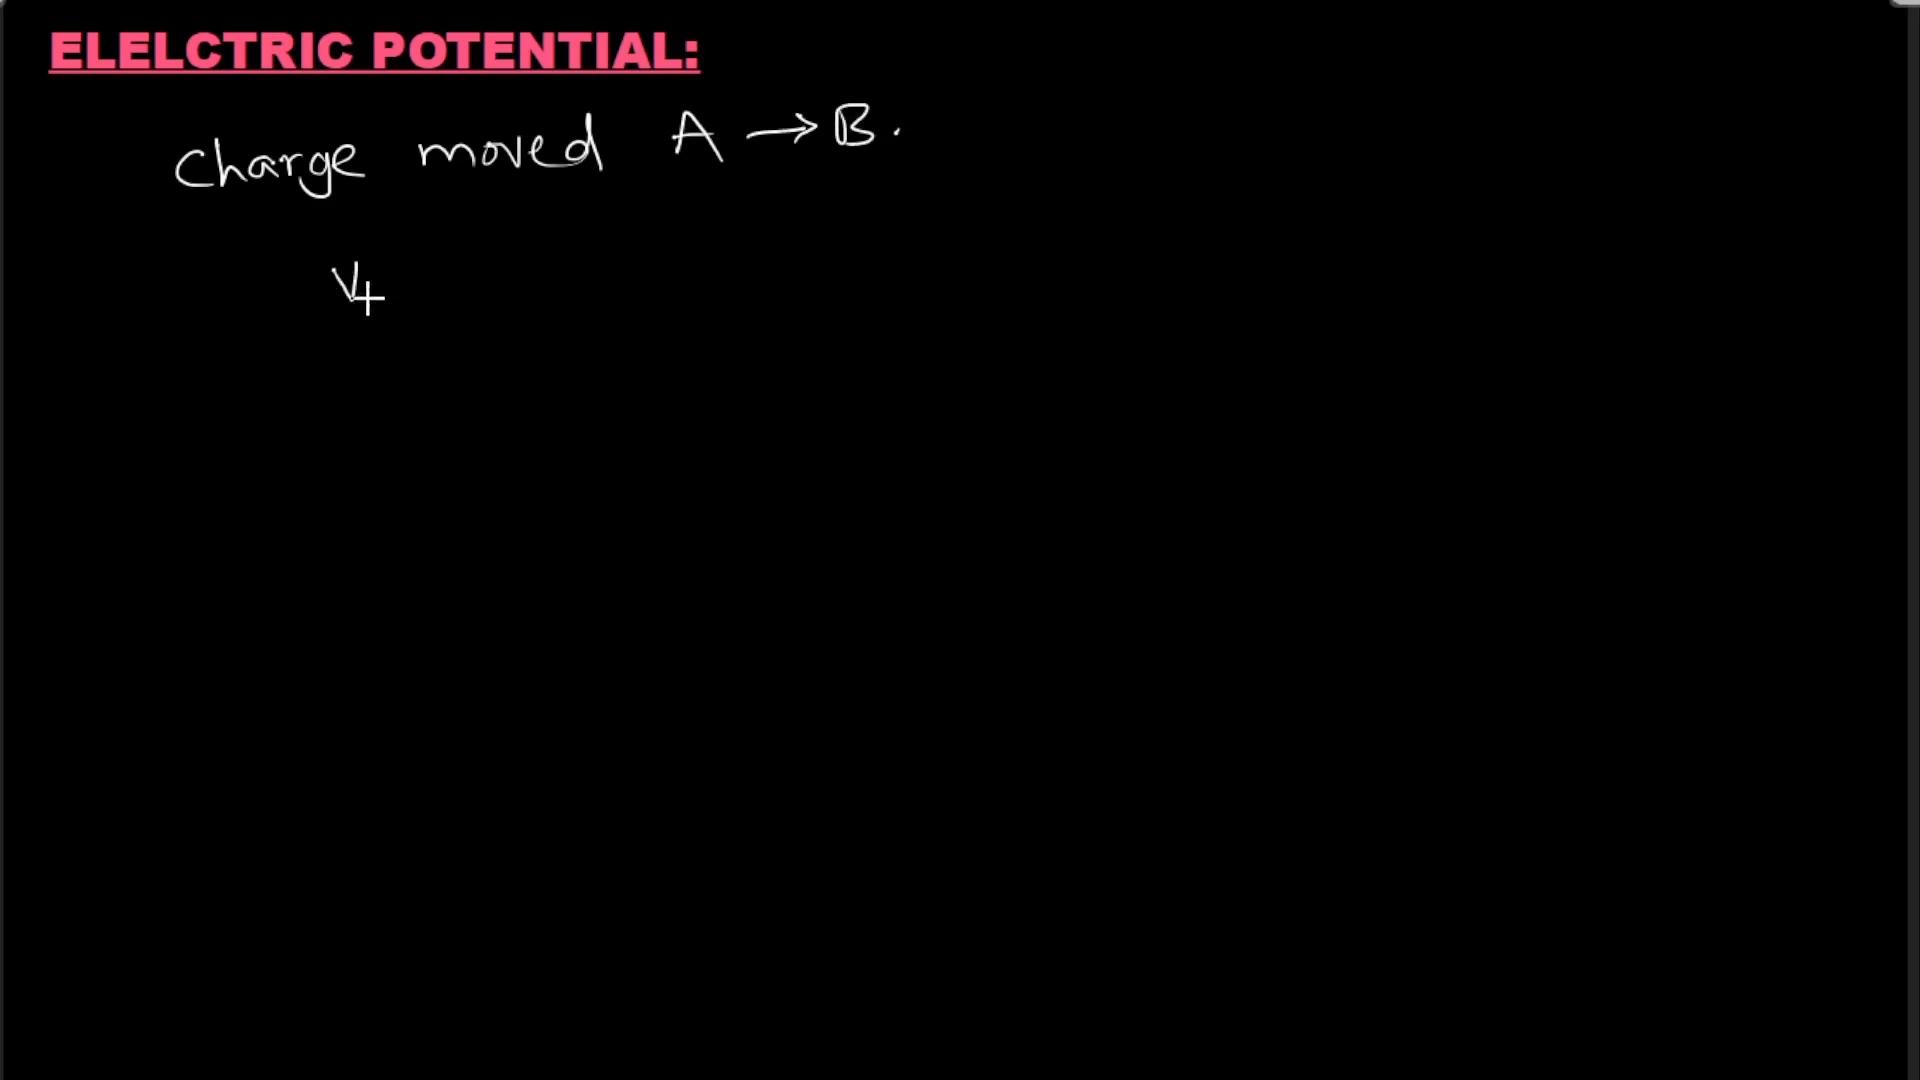 ELELCTRIC POTENTIAL:
charge moved A → B.
V